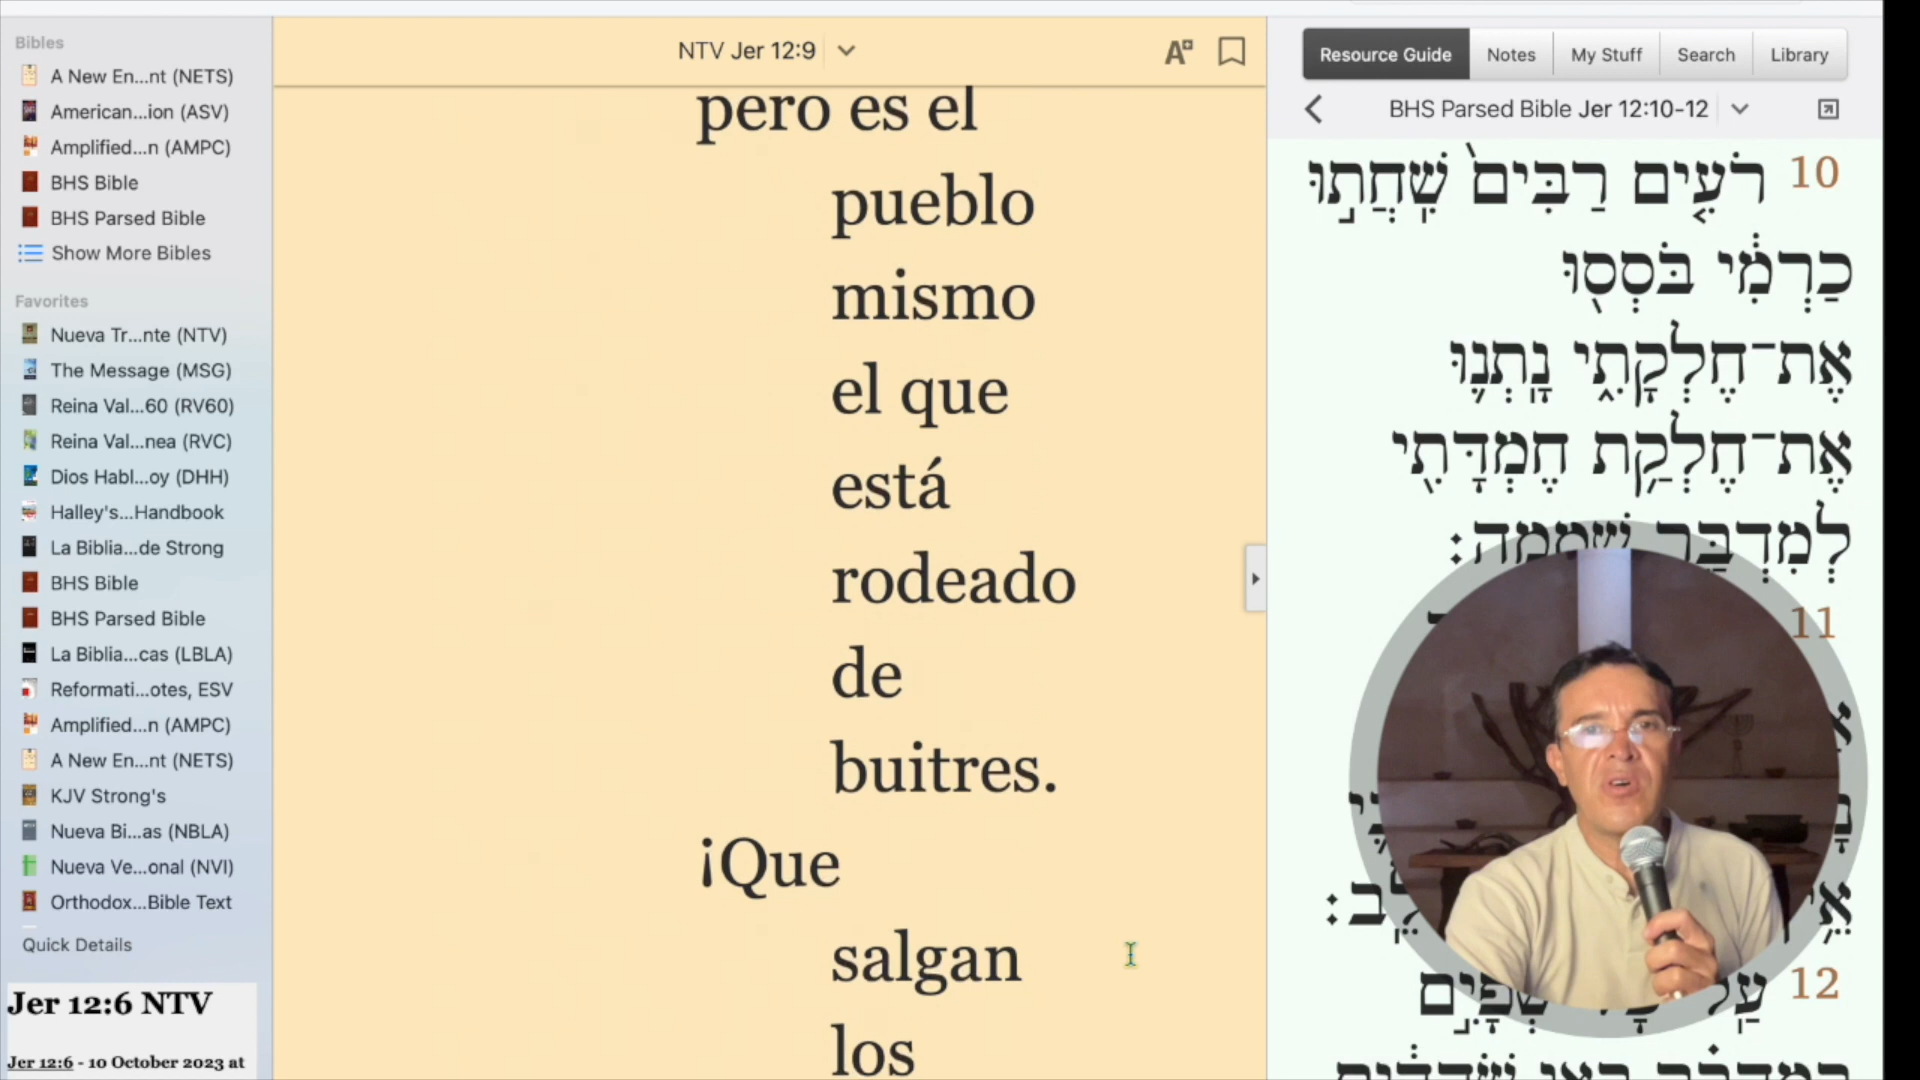 Bibles
A New En...nt (NETS)
American...ion (ASV)
Amplified...n (AMPC)
BHS Bible
BHS Parsed Bible
Show More Bibles
Favorites
Nueva Tr...nte (NTV)
The Message (MSG)
Reina Val...60 (RV60)
Reina Val...nea (RVC)
Dios Habl...oy (DHH)
Halley's...Handbook
La Biblia...de Strong
BHS Bible
BHS Parsed Bible
La Biblia...cas (LBLA)
Reformati...otes, ESV
Amplified...n (AMPC)
A New En...nt (NETS)
KJV Strong's
Nueva Bi...as (NBLA)
Nueva Ve...onal (NVI)
Orthodox...Bible Text
Quick Details
Jer 12:6 NTV
Jer 12:6 - 10 October 2023 at
NTV Jer 12:9
pero es el
pueblo
mismo
el que
está
rodeado
de
buitres.
¡Que
salgan
los
Resource Guide
Notes
My Stuff
Search
Library
BHS Parsed Bible Jer 12:10-12
10 רֹעִ֤ים רַבִּים֙ שִֽׁחֲת֣וּ
כַרְמִ֔י בֹּסְס֖וּ
אֶת־חֶלְקָתִ֑י נָֽתְנ֛וּ
אֶת־חֶלְקַ֥ת חֶמְדָּתִ֖י
לְמִדְבַּ֥ר שְׁמָמָֽה׃
11
12